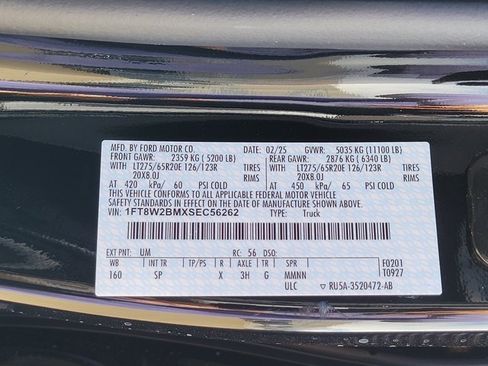 MFD. BY FORD MOTOR CO. DATE: 02/25 GVWR: 5035 KG (11100 LB)
FRONT GAWR: 2359 KG (5200 LB) REAR GAWR: 2876 KG (6340 LB)
WITH LT275/65R20E 126/123R TIRES WITH LT275/65R20E 126/123R TIRES
20X8.0J RIMS 20X8.0J RIMS
AT 420 kPa/ 60 PSI COLD AT 450 kPa/ 65 PSI COLD
THIS VEHICLE CONFORMS TO ALL APPLICABLE FEDERAL MOTOR VEHICLE
SAFETY STANDARDS IN EFFECT ON THE DATE OF MANUFACTURE SHOWN ABOVE.
VIN: 1FT8W2BMXSEC56262 TYPE: Truck
EXT PNT: UM RC: 56 DSO:
WB INT TR TP/PS R AXLE TR SPR F0201
160 SP X 3H G MMNN T0927
ULC RU5A-3520472-AB